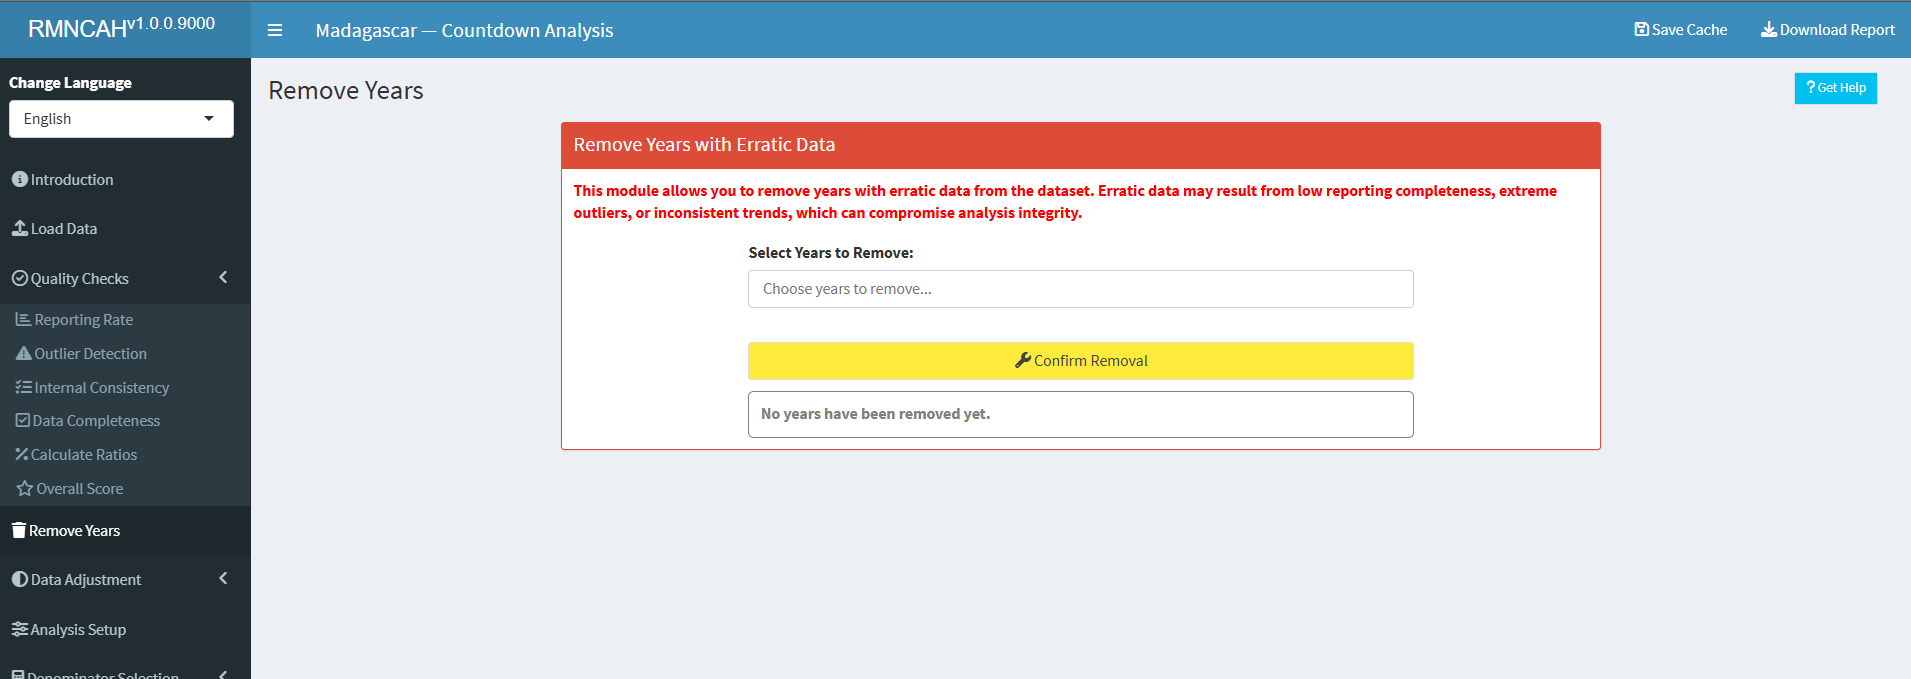 RMNCAHv1.0.0.9000
Madagascar — Countdown Analysis
Save Cache
Download Report
Change Language
English
Introduction
Load Data
Quality Checks
Reporting Rate
Outlier Detection
Internal Consistency
Data Completeness
Calculate Ratios
Overall Score
Remove Years
Data Adjustment
Analysis Setup
Denominator Selection
Remove Years
? Get Help
Remove Years with Erratic Data
This module allows you to remove years with erratic data from the dataset. Erratic data may result from low reporting completeness, extreme
outliers, or inconsistent trends, which can compromise analysis integrity.
Select Years to Remove:
Choose years to remove...
Confirm Removal
No years have been removed yet.